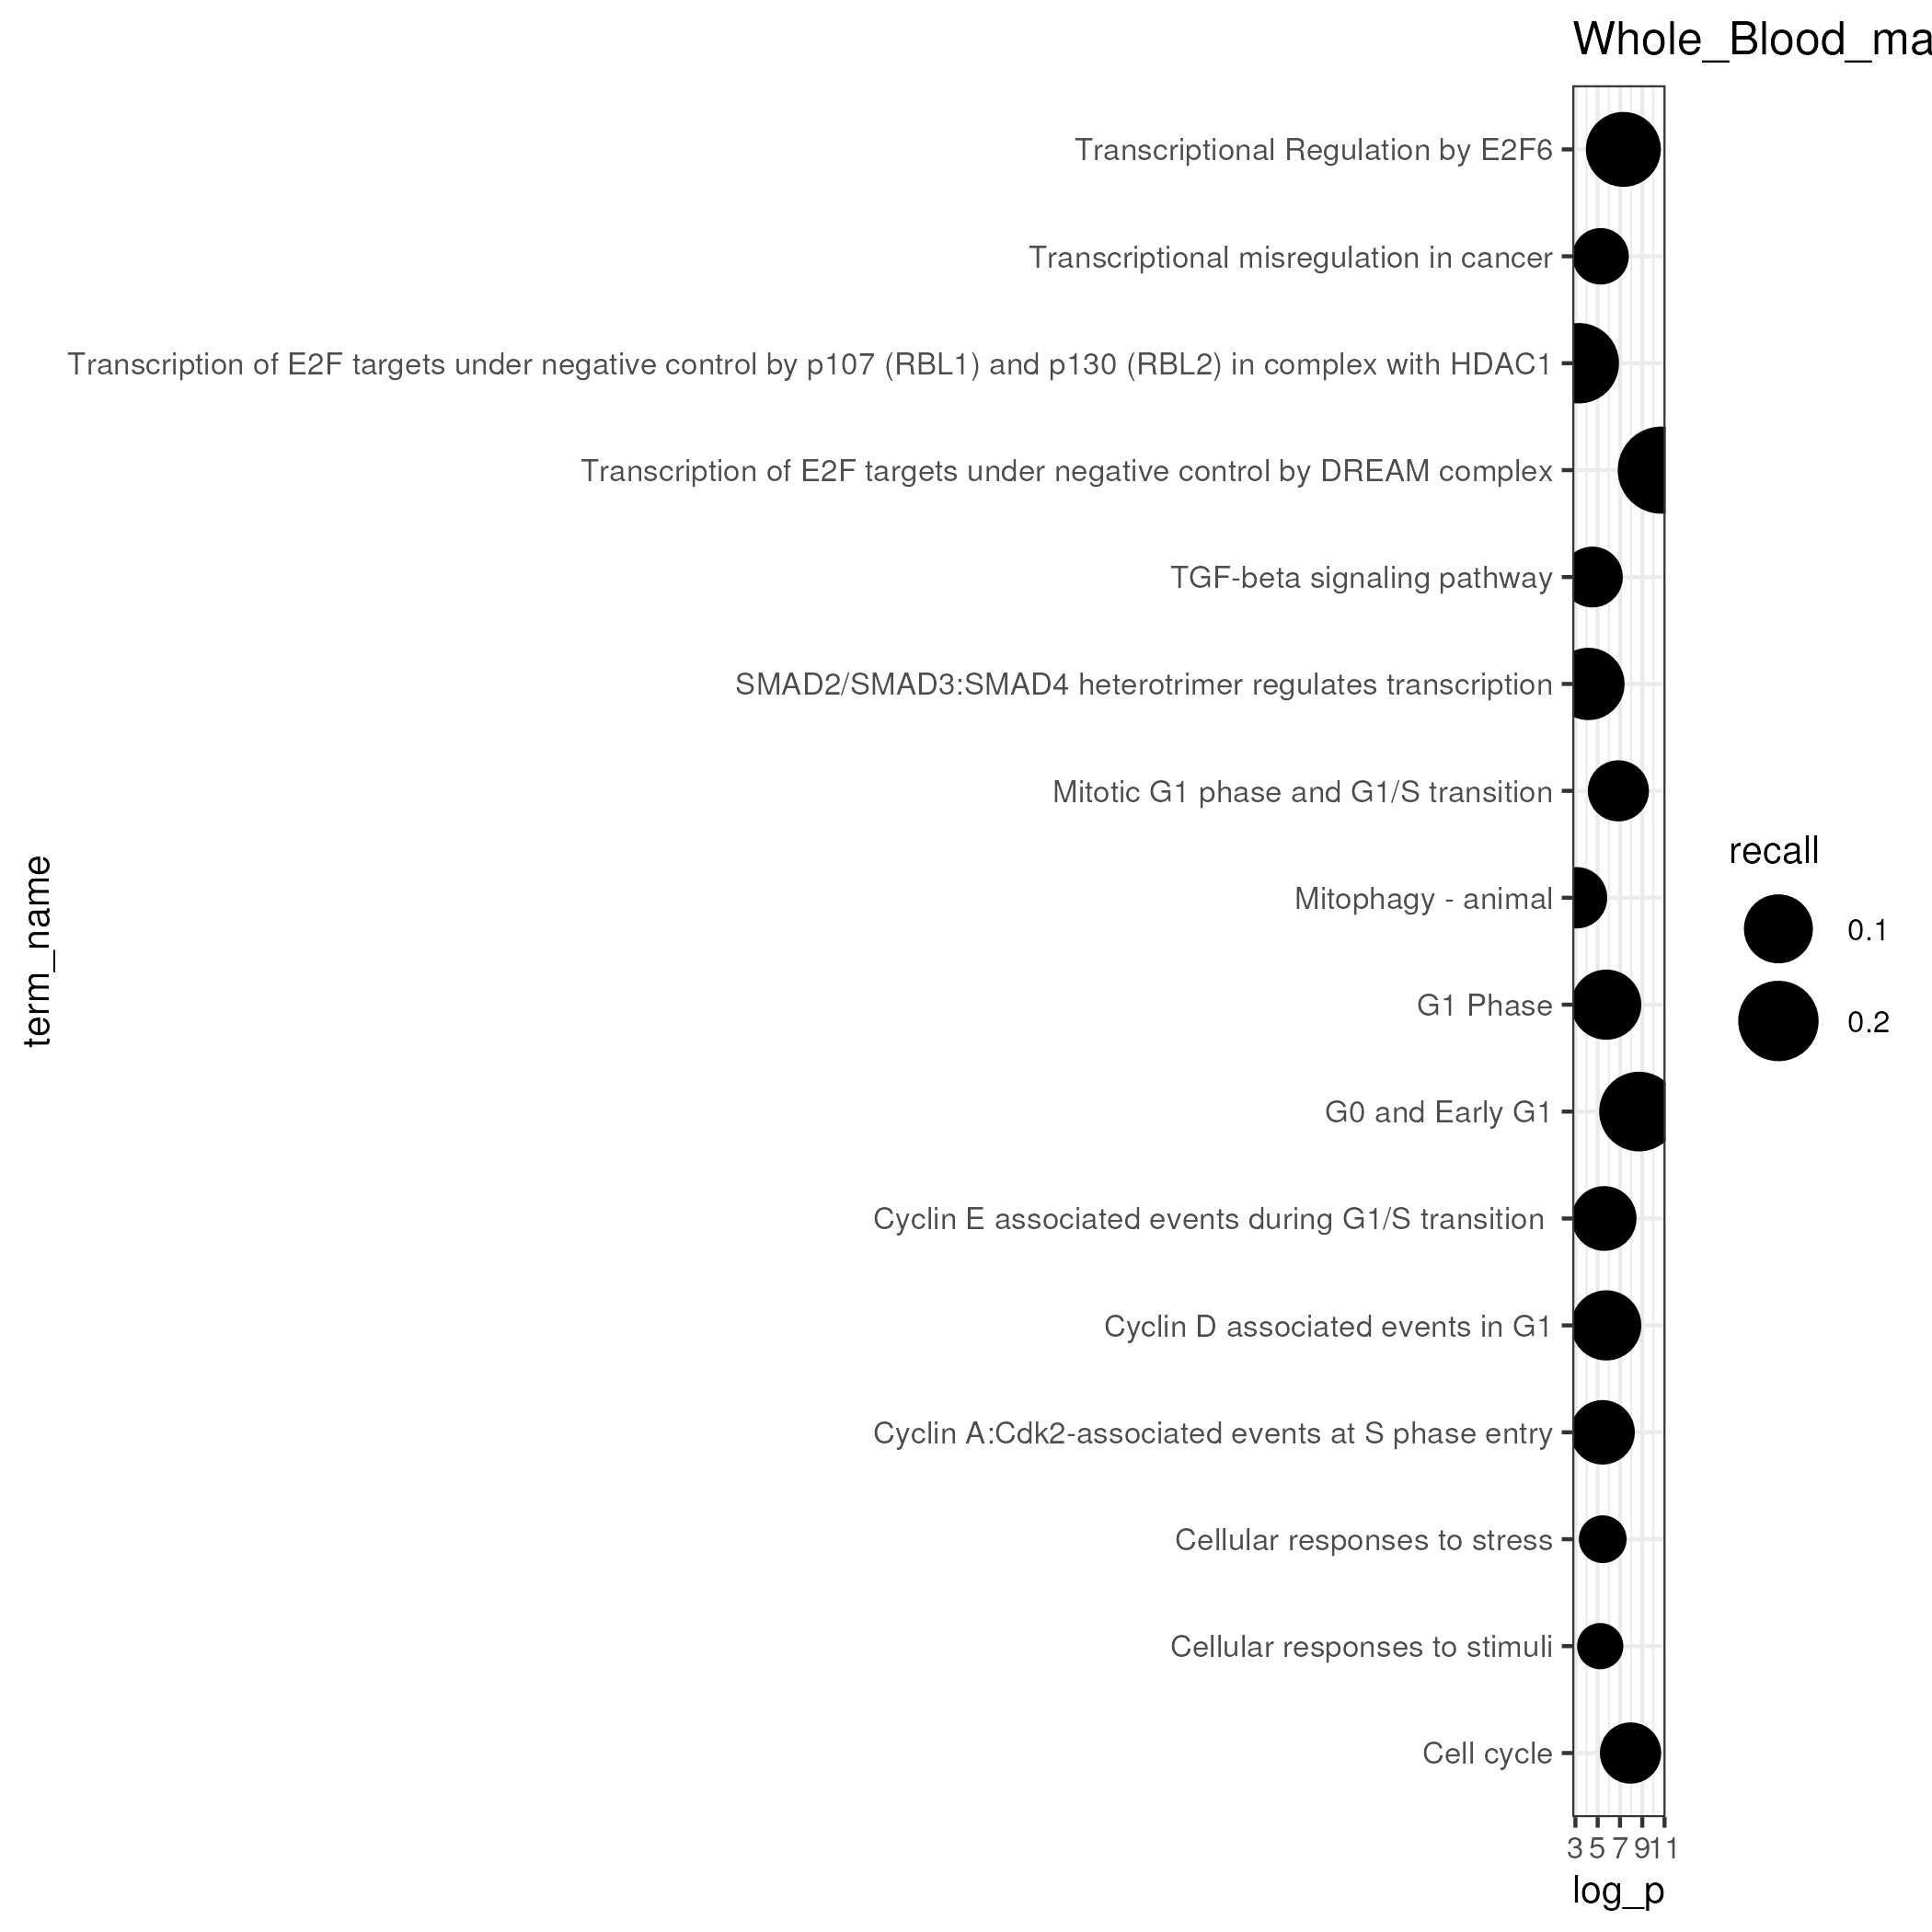 Whole_Blood_ma
Transcriptional Regulation by E2F6
Transcriptional misregulation in cancer
Transcription of E2F targets under negative control by p107 (RBL1) and p130 (RBL2) in complex with HDAC1
Transcription of E2F targets under negative control by DREAM complex
TGF-beta signaling pathway
SMAD2/SMAD3:SMAD4 heterotrimer regulates transcription
Mitotic G1 phase and G1/S transition
Mitophagy - animal
G1 Phase
G0 and Early G1
Cyclin E associated events during G1/S transition
Cyclin D associated events in G1
Cyclin A:Cdk2-associated events at S phase entry
Cellular responses to stress
Cellular responses to stimuli
Cell cycle
term_name
3 5 7 9 11
log_p
recall
0.1
0.2